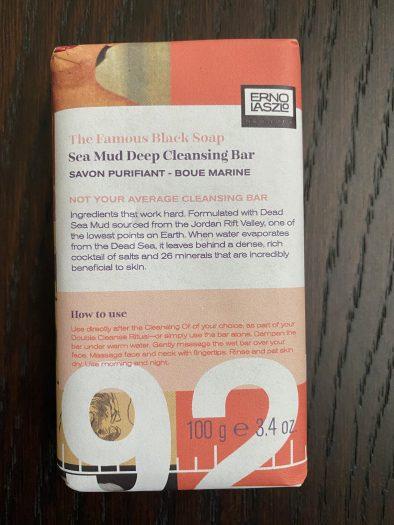 ERNO
LASZLO
The Famous Black Soap
Sea Mud Deep Cleansing Bar
SAVON PURIFIANT - BOUE MARINE
NOT YOUR AVERAGE CLEANSING BAR
Ingredients that work hard. Formulated with Dead
Sea Mud sourced from the Jordan Rift Valley, one of
the lowest points on Earth. When water evaporates
from the Dead Sea, it leaves behind a dense, rich
cocktail of salts and 26 minerals that are incredibly
beneficial to skin.
How to use
Use directly after the Cleansing Oil of your choice, as part of your
Double Cleanse Ritual—or simply use the bar alone. Dampen the
bar under warm water. Gently massage the wet bar over your
face. Massage face and neck with fingertips. Rinse and pat skin
dry. Use morning and night.
92
100 g e 3.4 oz.